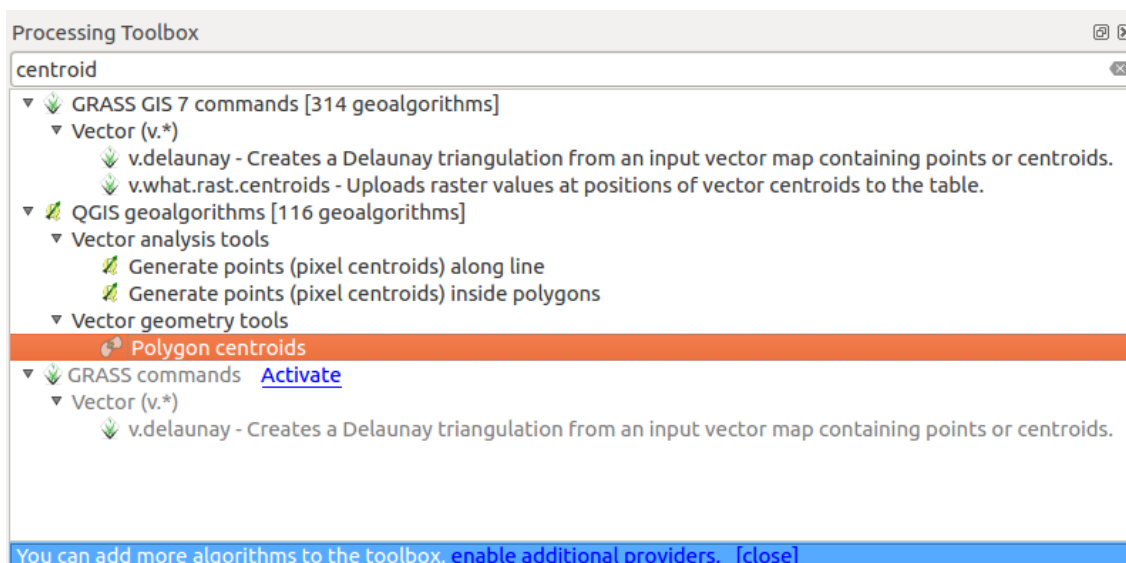 Processing Toolbox
centroid
GRASS GIS 7 commands [314 geoalgorithms]
Vector (v.*)
v.delaunay - Creates a Delaunay triangulation from an input vector map containing points or centroids.
v.what.rast.centroids - Uploads raster values at positions of vector centroids to the table.
QGIS geoalgorithms [116 geoalgorithms]
Vector analysis tools
Generate points (pixel centroids) along line
Generate points (pixel centroids) inside polygons
Vector geometry tools
Polygon centroids
GRASS commands Activate
Vector (v.*)
v.delaunay - Creates a Delaunay triangulation from an input vector map containing points or centroids.
You can add more algorithms to the toolbox, enable additional providers. [close]